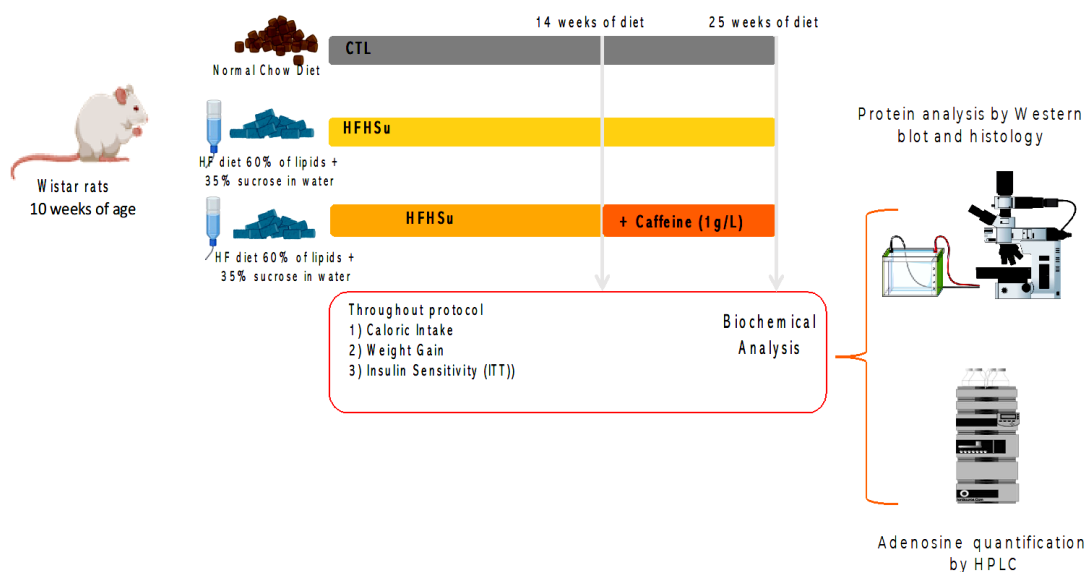 14 weeks of diet
25 weeks of diet
CTL
Normal Chow Diet
HFHSu
HF diet 60% of lipids +
35% sucrose in water
Wistar rats
10 weeks of age
HFHSu
+ Caffeine (1g/L)
HF diet 60% of lipids +
35% sucrose in water
Throughout protocol
1) Caloric Intake
2) Weight Gain
3) Insulin Sensitivity (ITT))
Biochemical
Analysis
Protein analysis by Western
blot and histology
Adenosine quantification
by HPLC